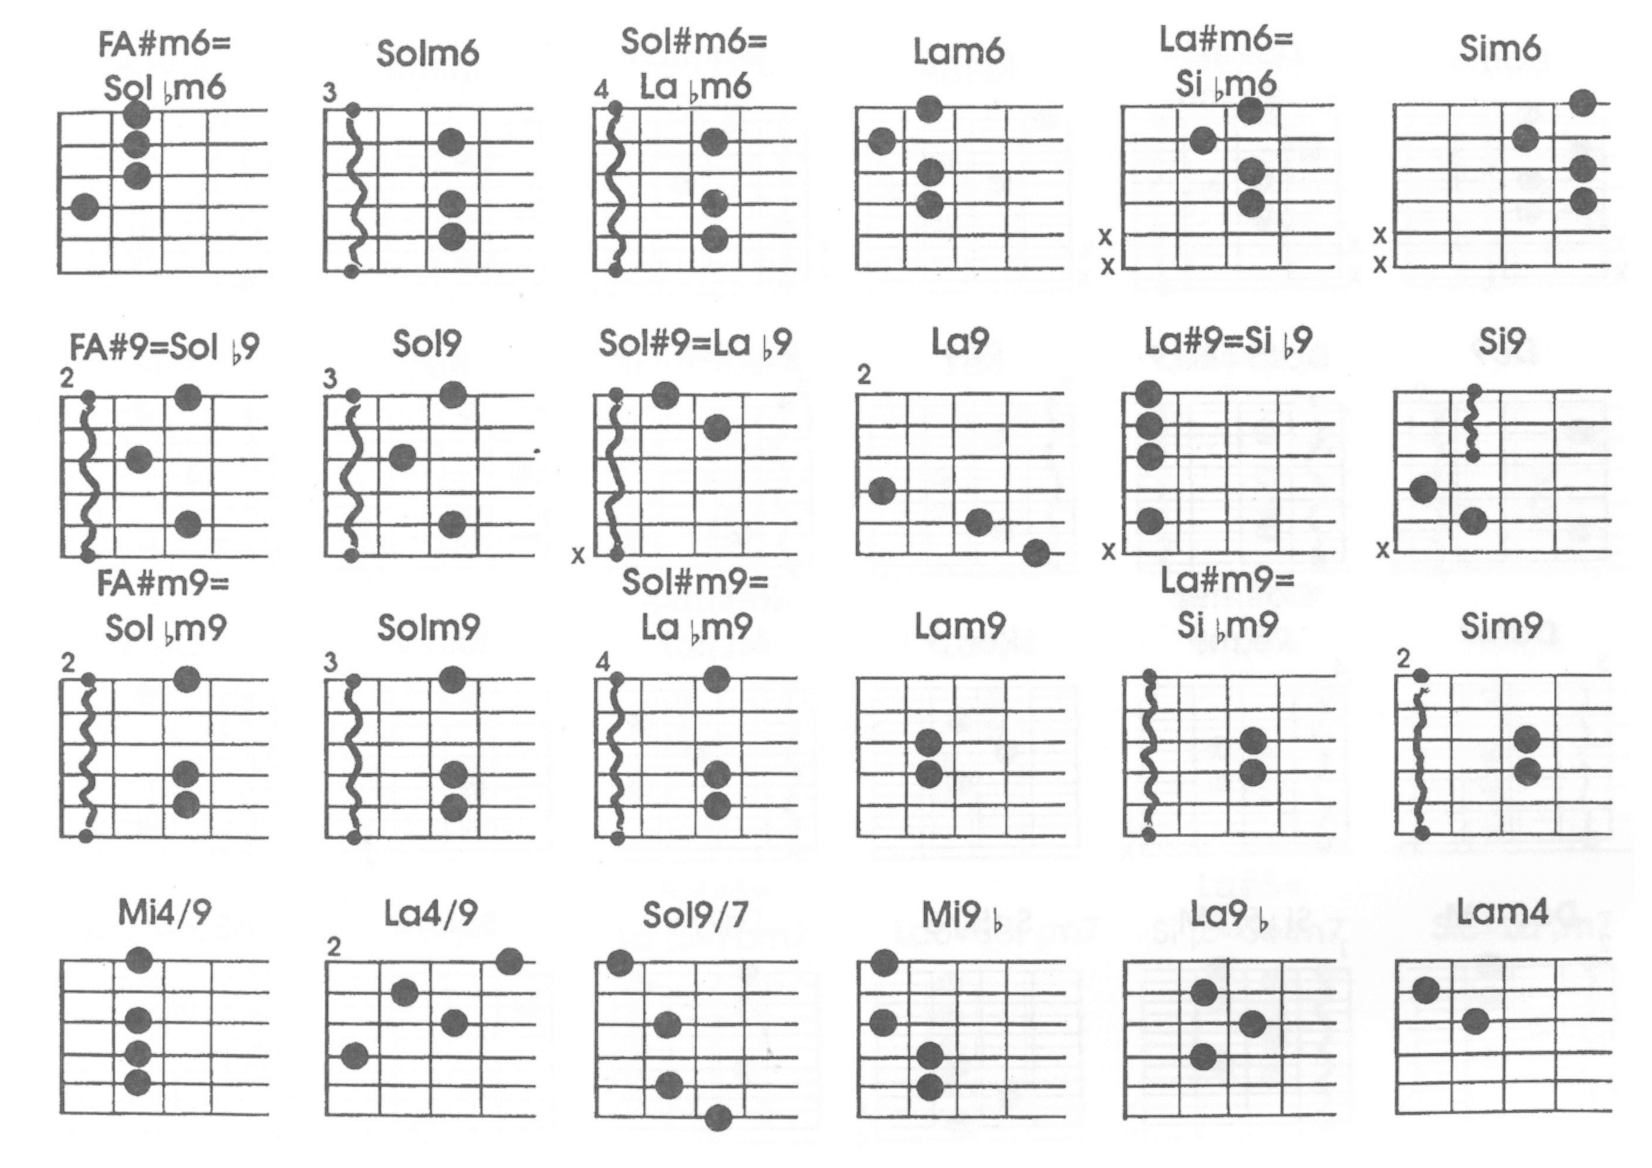 FA#m6=
Sol ♭m6
Solm6
3
Sol#m6=
La ♭m6
4
Lam6
La#m6=
Si ♭m6
x
x
Sim6
x
x
FA#9=Sol ♭9
2
Sol9
3
Sol#9=La ♭9
x
La9
2
La#9=Si ♭9
x
Si9
x
FA#m9=
Sol ♭m9
2
Solm9
3
Sol#m9=
La ♭m9
4
Lam9
La#m9=
Si ♭m9
Sim9
2
Mi4/9
La4/9
2
Sol9/7
Mi9♭
La9♭
Lam4